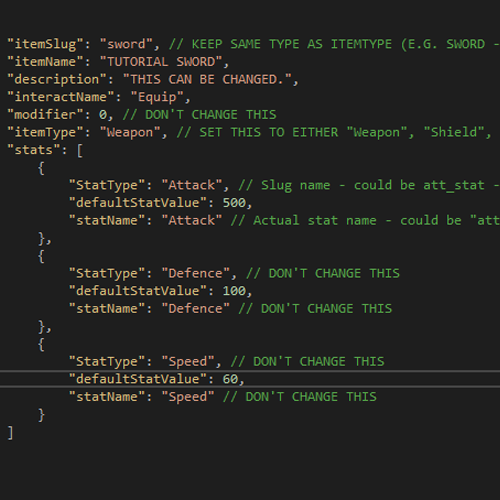 "itemSlug": "sword", // KEEP SAME TYPE AS ITEMTYPE (E.G. SWORD -
"itemName": "TUTORIAL SWORD",
"description": "THIS CAN BE CHANGED.",
"interactName": "Equip",
"modifier": 0, // DON'T CHANGE THIS
"itemType": "Weapon", // SET THIS TO EITHER "Weapon", "Shield",
"stats": [
{
"StatType": "Attack", // Slug name - could be att_stat -
"defaultStatValue": 500,
"statName": "Attack" // Actual stat name - could be "att
},
{
"StatType": "Defence", // DON'T CHANGE THIS
"defaultStatValue": 100,
"statName": "Defence" // DON'T CHANGE THIS
},
{
"StatType": "Speed", // DON'T CHANGE THIS
"defaultStatValue": 60,
"statName": "Speed" // DON'T CHANGE THIS
}
]